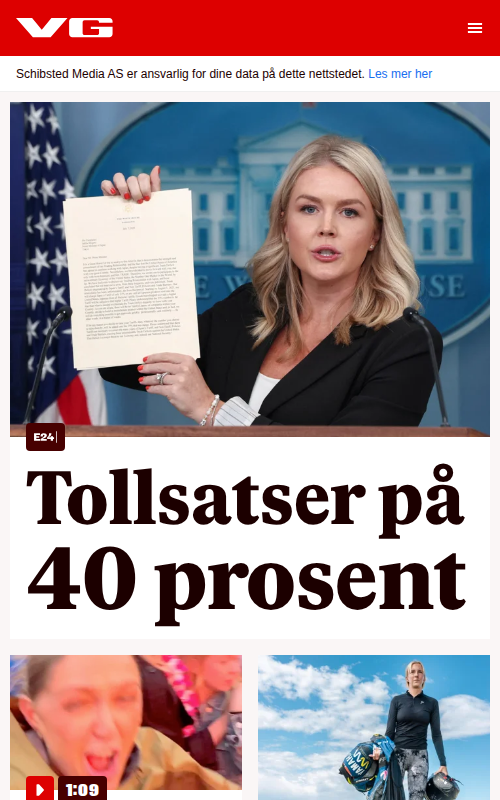 VG
Schibsted Media AS er ansvarlig for dine data på dette nettstedet. Les mer her
E24
Tollsatser på
40 prosent
1:09